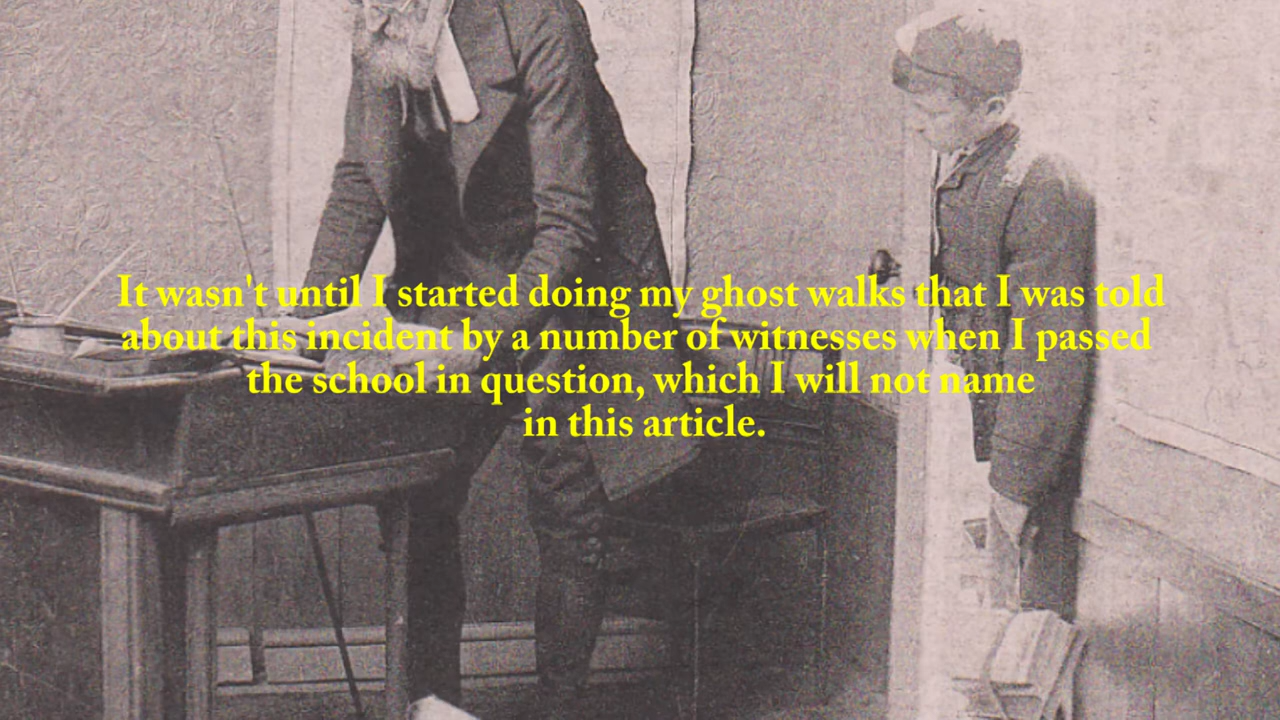 It wasn't until I started doing my ghost walks that I was told
about this incident by a number of witnesses when I passed
the school in question, which I will not name
in this article.